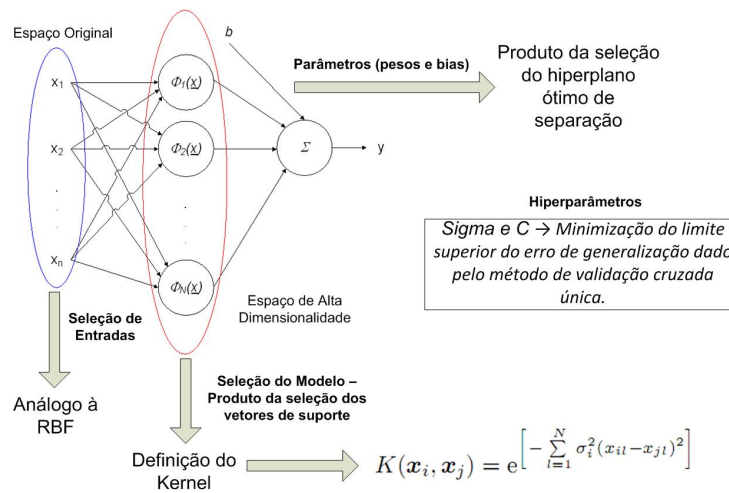 Espaço Original
x1
x2
xn
Φ1(x)
Φ2(x)
ΦN(x)
b
Σ
y
Parâmetros (pesos e bias)
Produto da seleção
do hiperplano
ótimo de
separação
Hiperparâmetros
Sigma e C → Minimização do limite
superior do erro de generalização dado
pelo método de validação cruzada
única.
Espaço de Alta
Dimensionalidade
Seleção de
Entradas
Análogo à
RBF
Seleção do Modelo –
Produto da seleção dos
vetores de suporte
Definição do
Kernel
K(xi, xj) = e[− ∑l=1N σi2(xil−xjl)2]